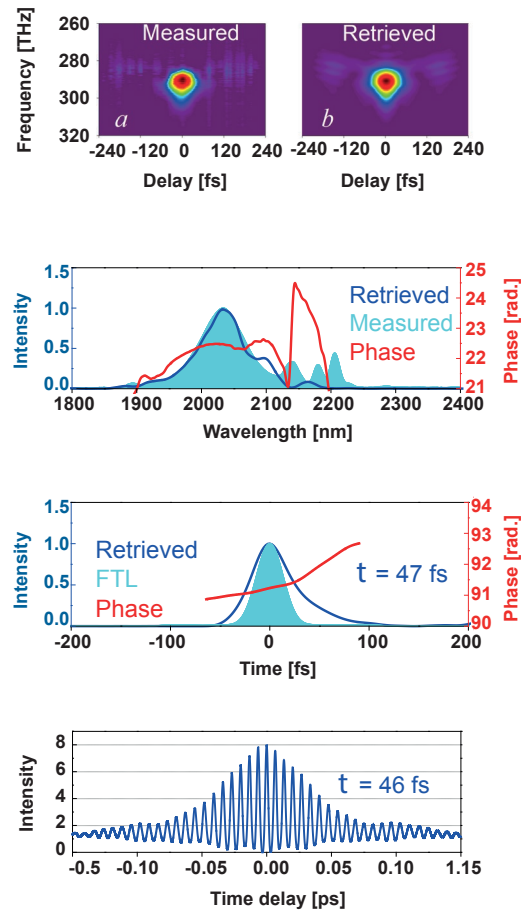 Frequency [THz]
260
280
300
320
Measured
a
Retrieved
b
-240
-120
0
120
240
-240
-120
0
120
240
Delay [fs]
Delay [fs]
Intensity
1.5
1.0
0.5
0.0
Retrieved
Measured
Phase
25
24
23
22
21
Phase [rad.]
1800
1900
2000
2100
2200
2300
2400
Wavelength [nm]
Intensity
1.5
1.0
0.5
0.0
Retrieved
FTL
Phase
t = 47 fs
94
93
92
91
90
Phase [rad.]
-200
-100
0
100
200
Time [fs]
Intensity
8
6
4
2
0
t = 46 fs
-0.5
-0.10
-0.05
0.00
0.05
0.10
1.15
Time delay [ps]